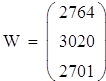 2764
W = ( 3020 )
2701